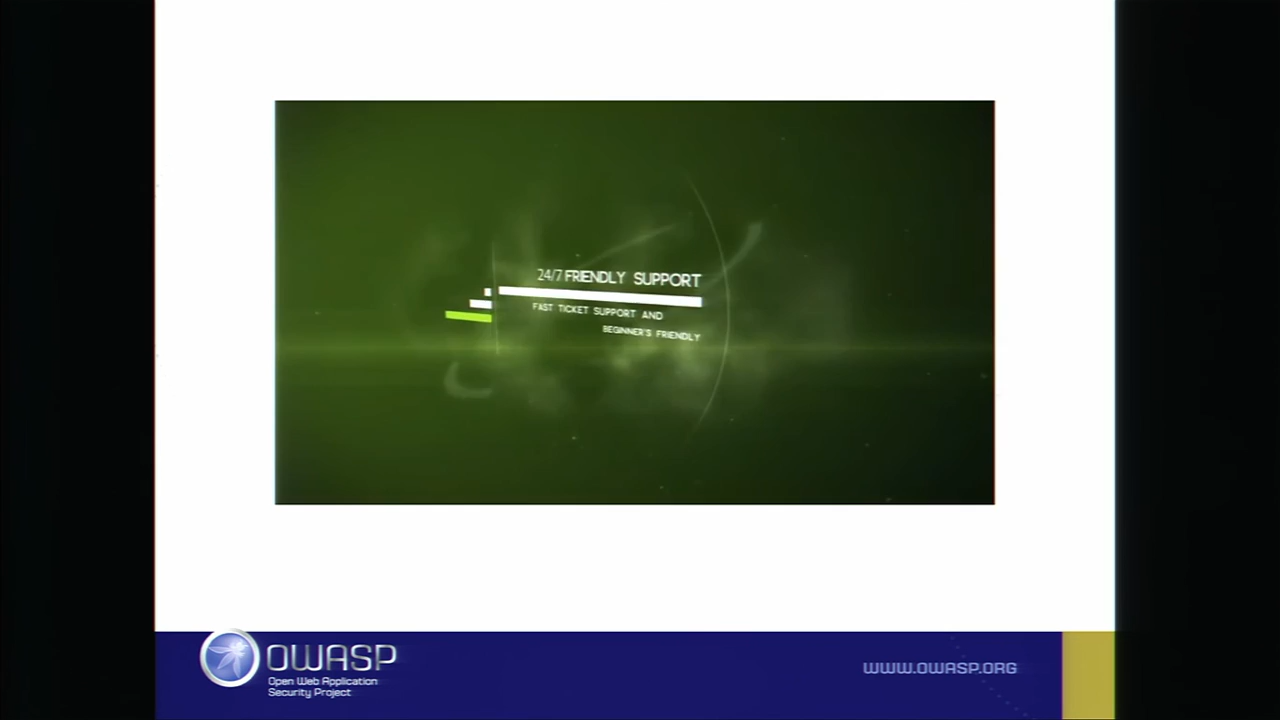 24/7 FRIENDLY SUPPORT
FAST TICKET SUPPORT AND
BEGINNER'S FRIENDLY
OWASP
Open Web Application
Security Project
WWW.OWASP.ORG